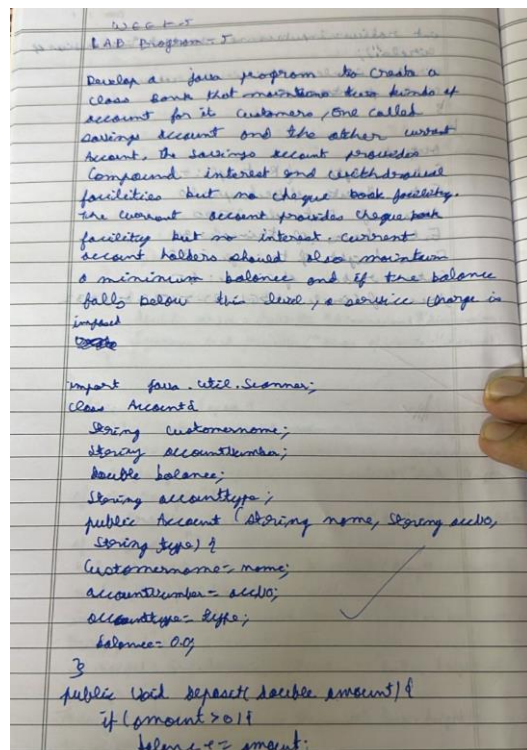 WEEK-5
LAB Program-5
Develop a java program to create a
class Bank that maintains two kinds of
account for it customers, one called
savings account and the other current
account. The savings account provides
Compound interest and withdrawal
facilities but no cheque book facility.
The current account provides cheque book
facility but no interest. current
account holders should also maintain
a minimum balance and if the balance
falls below this level, a service charge is
imposed
import java.util.Scanner;
class Account{
String customername;
String accountnumber;
double balance;
String accounttype;
public Account (String name, String accNo,
String type) {
Customername= name;
accountnumber= accNo;
accounttype= type;
balance= 0.0;
}
public void deposit( double amount) {
if (amount >0){
balance += amount;